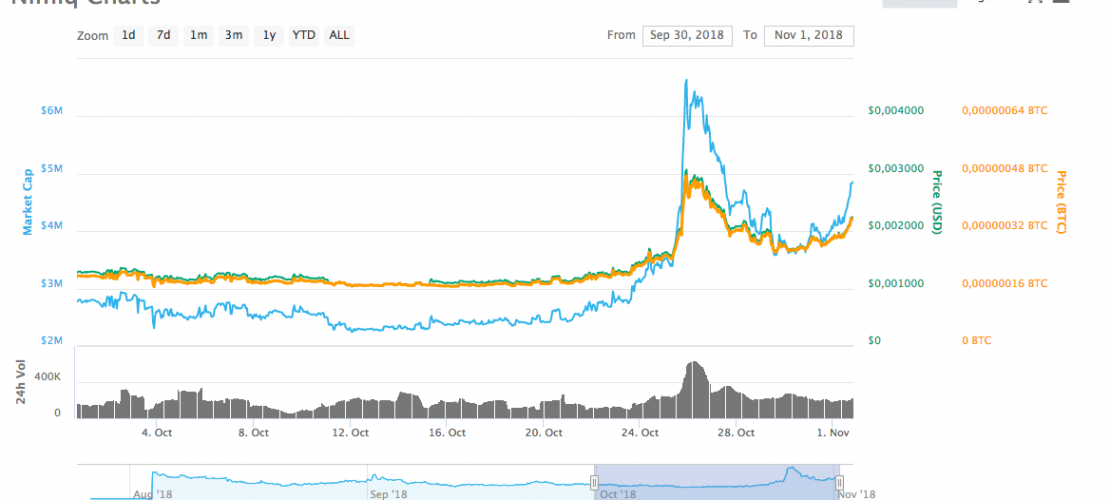 Nimiq Charts
Zoom 1d 7d 1m 3m 1y YTD ALL From Sep 30, 2018 To Nov 1, 2018
$6M $0,004000 0,00000064 BTC
$5M $0,003000 0,00000048 BTC
$4M $0,002000 0,00000032 BTC
$3M $0,001000 0,00000016 BTC
$2M $0 0 BTC
Market Cap
Price (USD)
Price (BTC)
24h Vol
400K
0
4. Oct 8. Oct 12. Oct 16. Oct 20. Oct 24. Oct 28. Oct 1. Nov
Aug '18 Sep '18 Oct '18 Nov '18